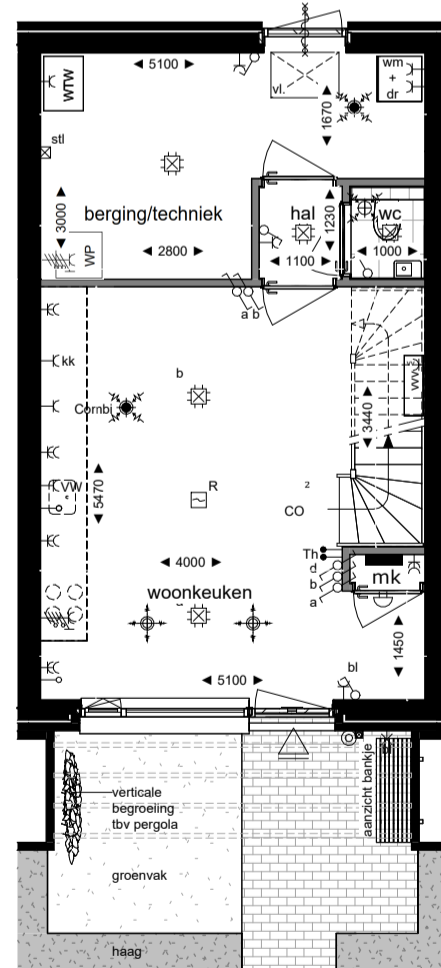 5100
WTW
vl.
wm
+
dr
1670
stl
3000
berging/techniek
hal
1230
wc
WP
2800
1100
1000
a b
kk
b
Combi
3440
5470
VW
R
2
CO
4000
Th
d
b
a
mk
woonkeuken
1450
5100
bl
verticale
begroeiing
tbv pergola
aanzicht bankje
groenvak
haag